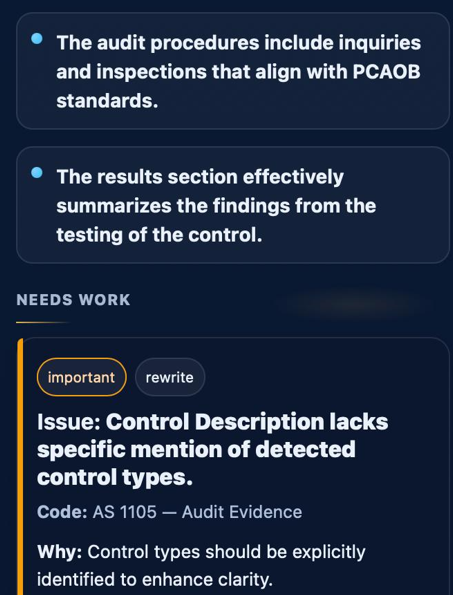 The audit procedures include inquiries
and inspections that align with PCAOB
standards.
The results section effectively
summarizes the findings from the
testing of the control.
NEEDS WORK
important rewrite
Issue: Control Description lacks
specific mention of detected
control types.
Code: AS 1105 — Audit Evidence
Why: Control types should be explicitly
identified to enhance clarity.